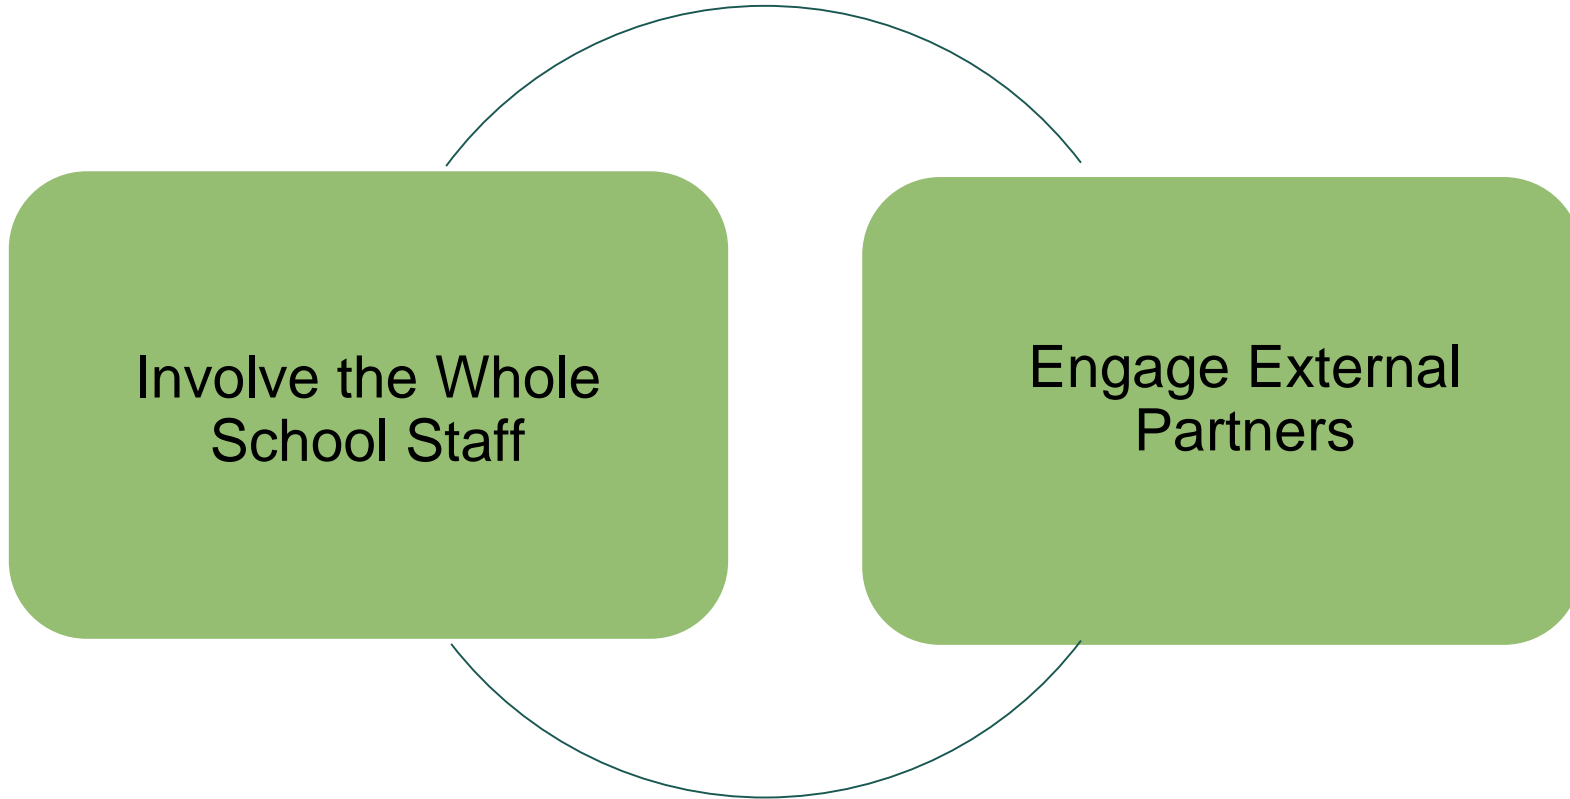 Involve the Whole
School Staff
Engage External
Partners